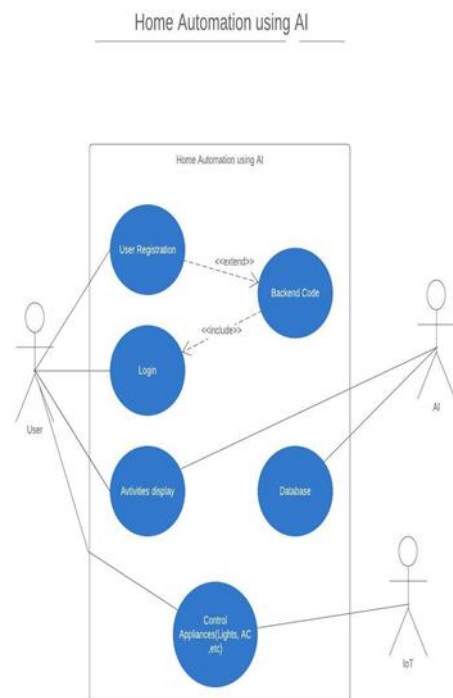 Home Automation using AI
Home Automation using AI
User Registration
<<extend>>
Backend Code
<<include>>
Login
User
AI
Avtivities display
Database
Control
Appliances(Lights, AC
,etc)
IoT